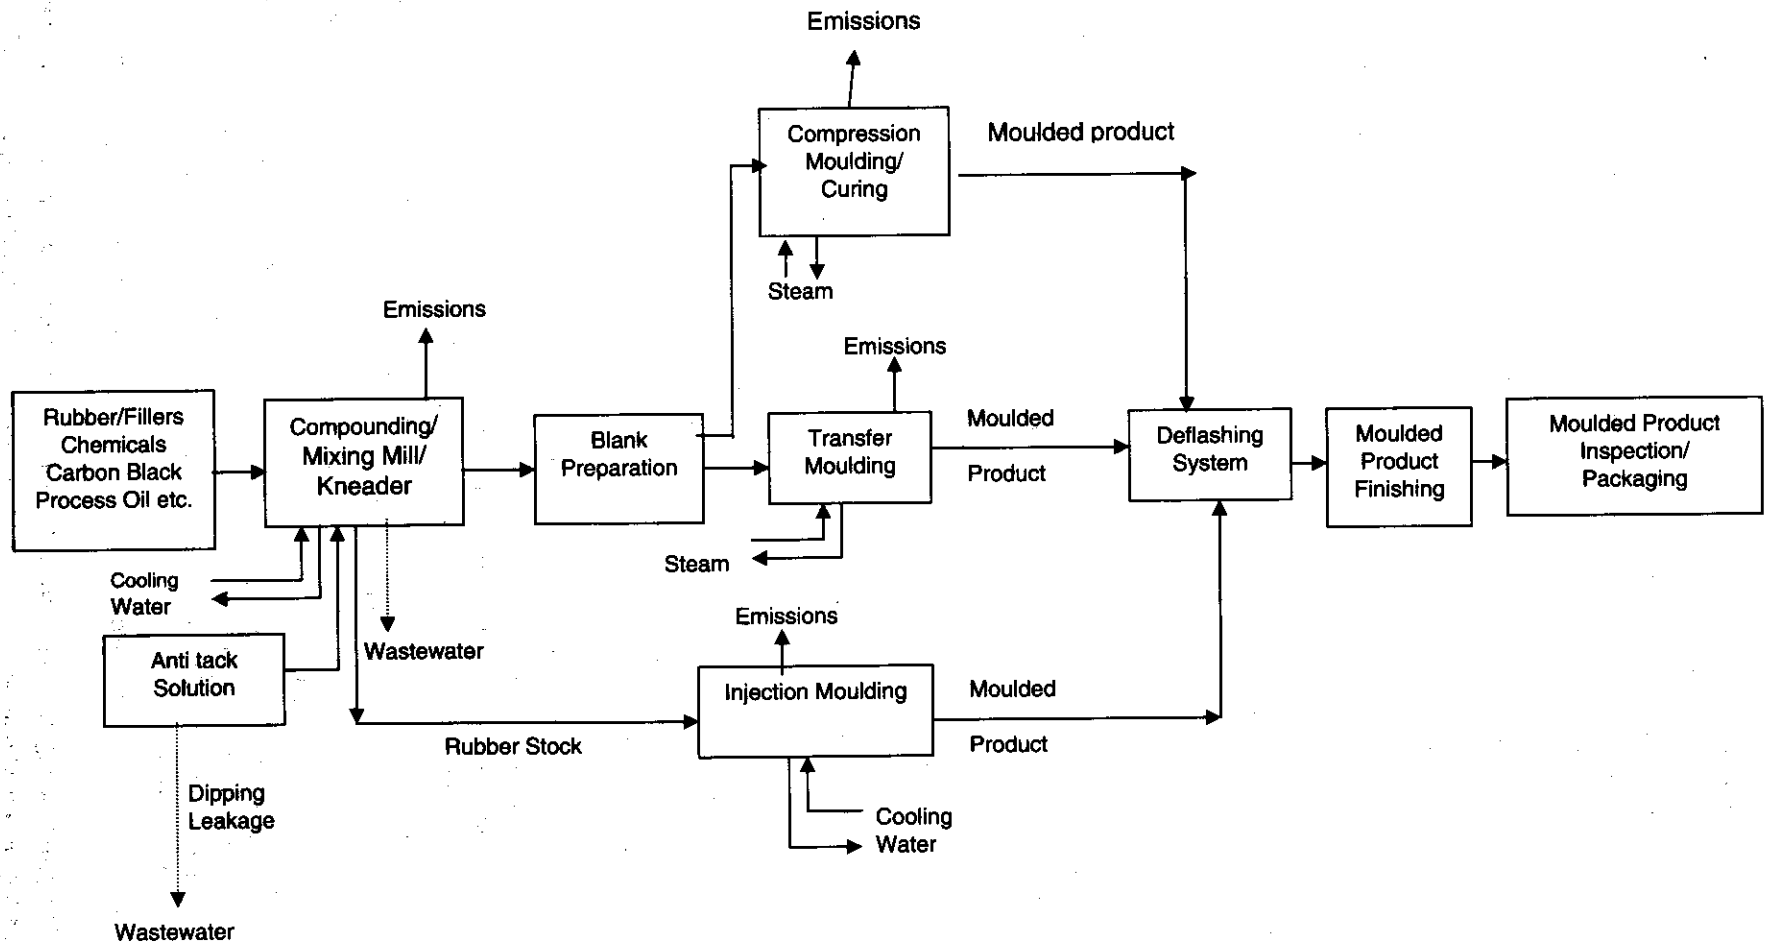 Emissions
Compression
Moulding/
Curing
Moulded product
Steam
Emissions
Emissions
Rubber/Fillers
Chemicals
Carbon Black
Process Oil etc.
Compounding/
Mixing Mill/
Kneader
Blank
Preparation
Transfer
Moulding
Moulded
Product
Deflashing
System
Moulded
Product
Finishing
Moulded Product
Inspection/
Packaging
Cooling
Water
Steam
Anti tack
Solution
Wastewater
Emissions
Injection Moulding
Moulded
Product
Rubber Stock
Dipping
Leakage
Cooling
Water
Wastewater